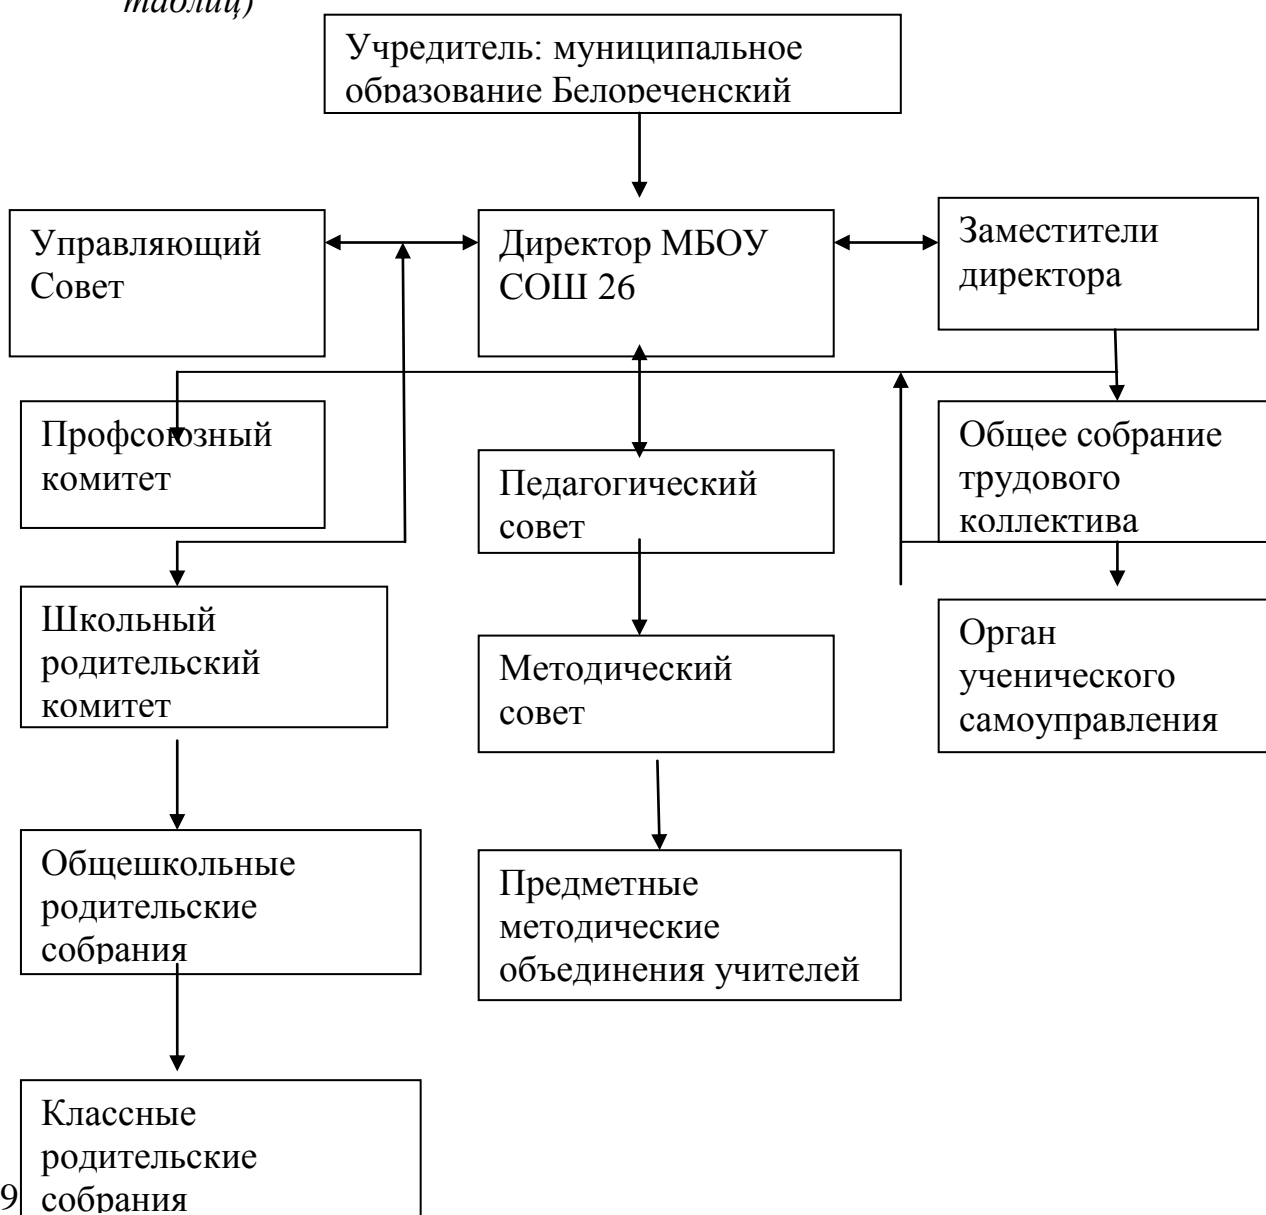 таблиц)
Учредитель: муниципальное
образование Белореченский
Управляющий
Совет
Директор МБОУ
СОШ 26
Заместители
директора
Профсоюзный
комитет
Педагогический
совет
Общее собрание
трудового
коллектива
Школьный
родительский
комитет
Методический
совет
Орган
ученического
самоуправления
Общешкольные
родительские
собрания
Предметные
методические
объединения учителей
Классные
родительские
собрания
9